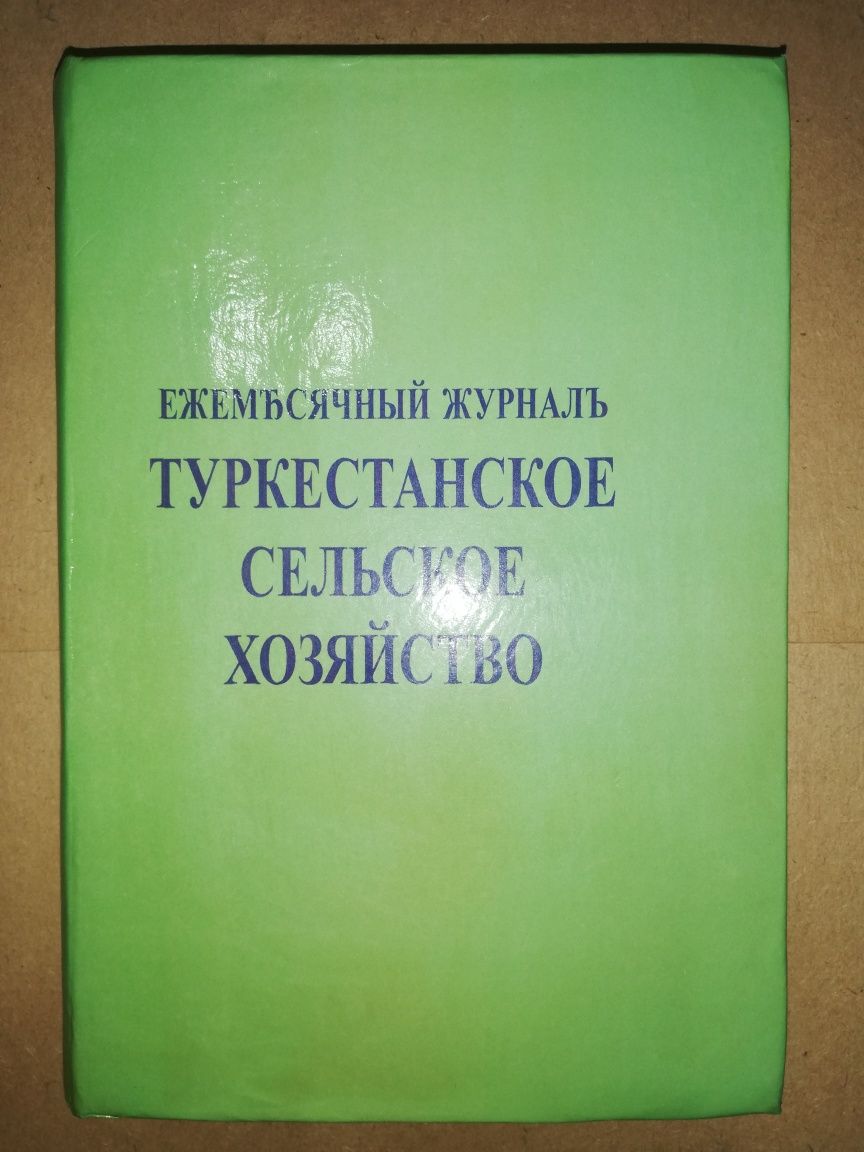 ЕЖЕМѢСЯЧНЫЙ ЖУРНАЛЪ
ТУРКЕСТАНСКОЕ
СЕЛЬСКОЕ
ХОЗЯЙСТВО